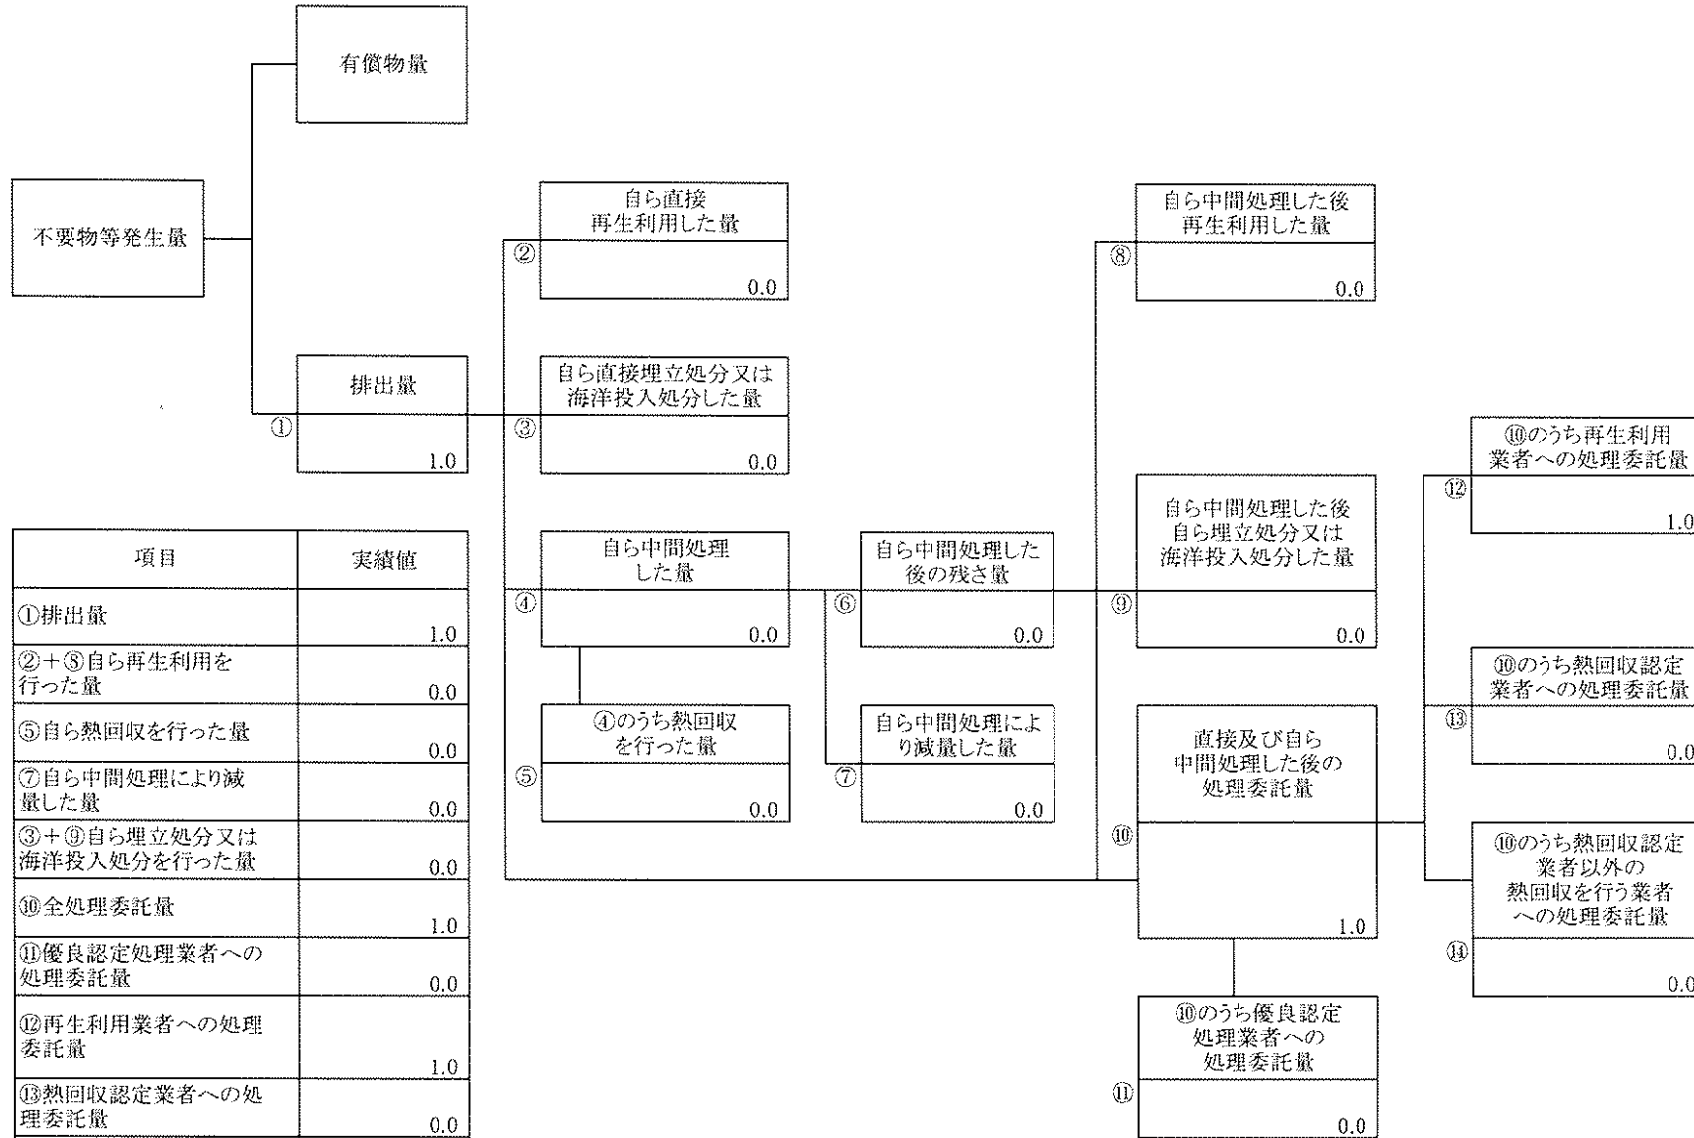 有償物量
不要物等発生量
自ら直接
再生利用した量
②
0.0
自ら中間処理した後
再生利用した量
⑧
0.0
排出量
①
1.0
自ら直接埋立処分又は
海洋投入処分した量
③
0.0
⑩のうち再生利用
業者への処理委託量
⑫
1.0
自ら中間処理
した量
④
0.0
自ら中間処理した
後の残さ量
⑥
0.0
自ら中間処理した後
自ら埋立処分又は
海洋投入処分した量
⑨
0.0
⑩のうち熱回収認定
業者への処理委託量
⑬
0.0
④のうち熱回収
を行った量
⑤
0.0
自ら中間処理によ
り減量した量
⑦
0.0
直接及び自ら
中間処理した後の
処理委託量
⑩
1.0
⑩のうち熱回収認定
業者以外の
熱回収を行う業者
への処理委託量
⑭
0.0
⑩のうち優良認定
処理業者への
処理委託量
⑪
0.0
項目 実績値
①排出量
1.0
②+⑧自ら再生利用を
行った量
0.0
⑤自ら熱回収を行った量
0.0
⑦自ら中間処理により減
量した量
0.0
③+⑨自ら埋立処分又は
海洋投入処分を行った量
0.0
⑩全処理委託量
1.0
⑪優良認定処理業者への
処理委託量
0.0
⑫再生利用業者への処理
委託量
1.0
⑬熱回収認定業者への処
理委託量
0.0